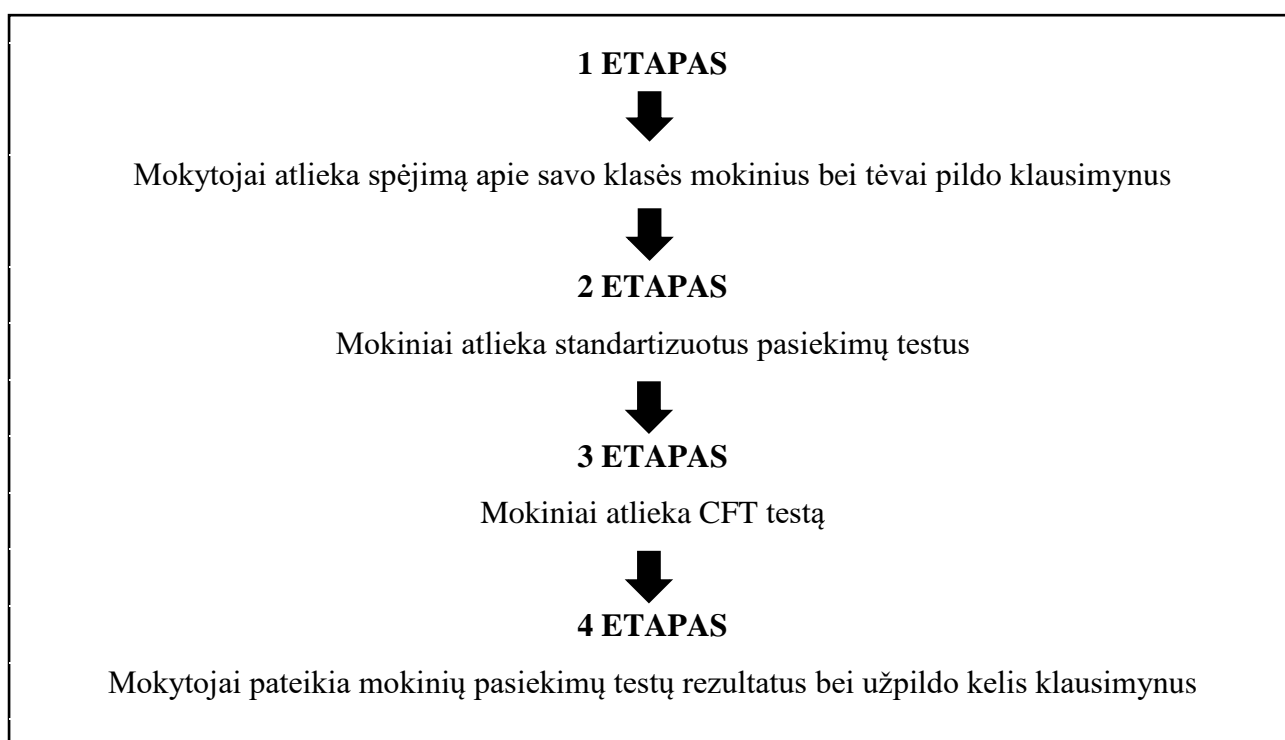 1 ETAPAS
Mokytojai atlieka spėjimą apie savo klasės mokinius bei tėvai pildo klausimynus
2 ETAPAS
Mokiniai atlieka standartizuotus pasiekimų testus
3 ETAPAS
Mokiniai atlieka CFT testą
4 ETAPAS
Mokytojai pateikia mokinių pasiekimų testų rezultatus bei užpildo kelis klausimynus